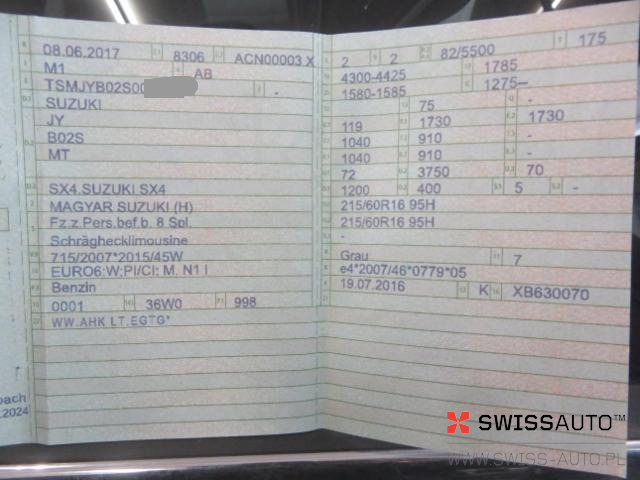 08.06.2017 8306 ACN00003 X
M1 AB
TSMJYB02S00 -
SUZUKI
JY
B02S
MT
SX4.SUZUKI SX4
MAGYAR SUZUKI (H)
Fz.z.Pers.bef.b. 8 Spl.
Schräghecklimousine
715/2007*2015/45W
EURO6;W;PI/CI; M. N1 I
Benzin
0001 36W0 998
WW.AHK LT.EGTG*
2 2 82/5500 175
4300-4425 1785
1580-1585 1275--
75 -
119 1730 1730
1040 910 -
1040 910 -
72 3750 70
1200 400 5 -
215/60R16 95H
215/60R16 95H
-
Grau 7
e4*2007/46*0779*05
19.07.2016 K XB630070
bach
.2024
SWISSAUTO™
WWW.SWISS-AUTO.PL